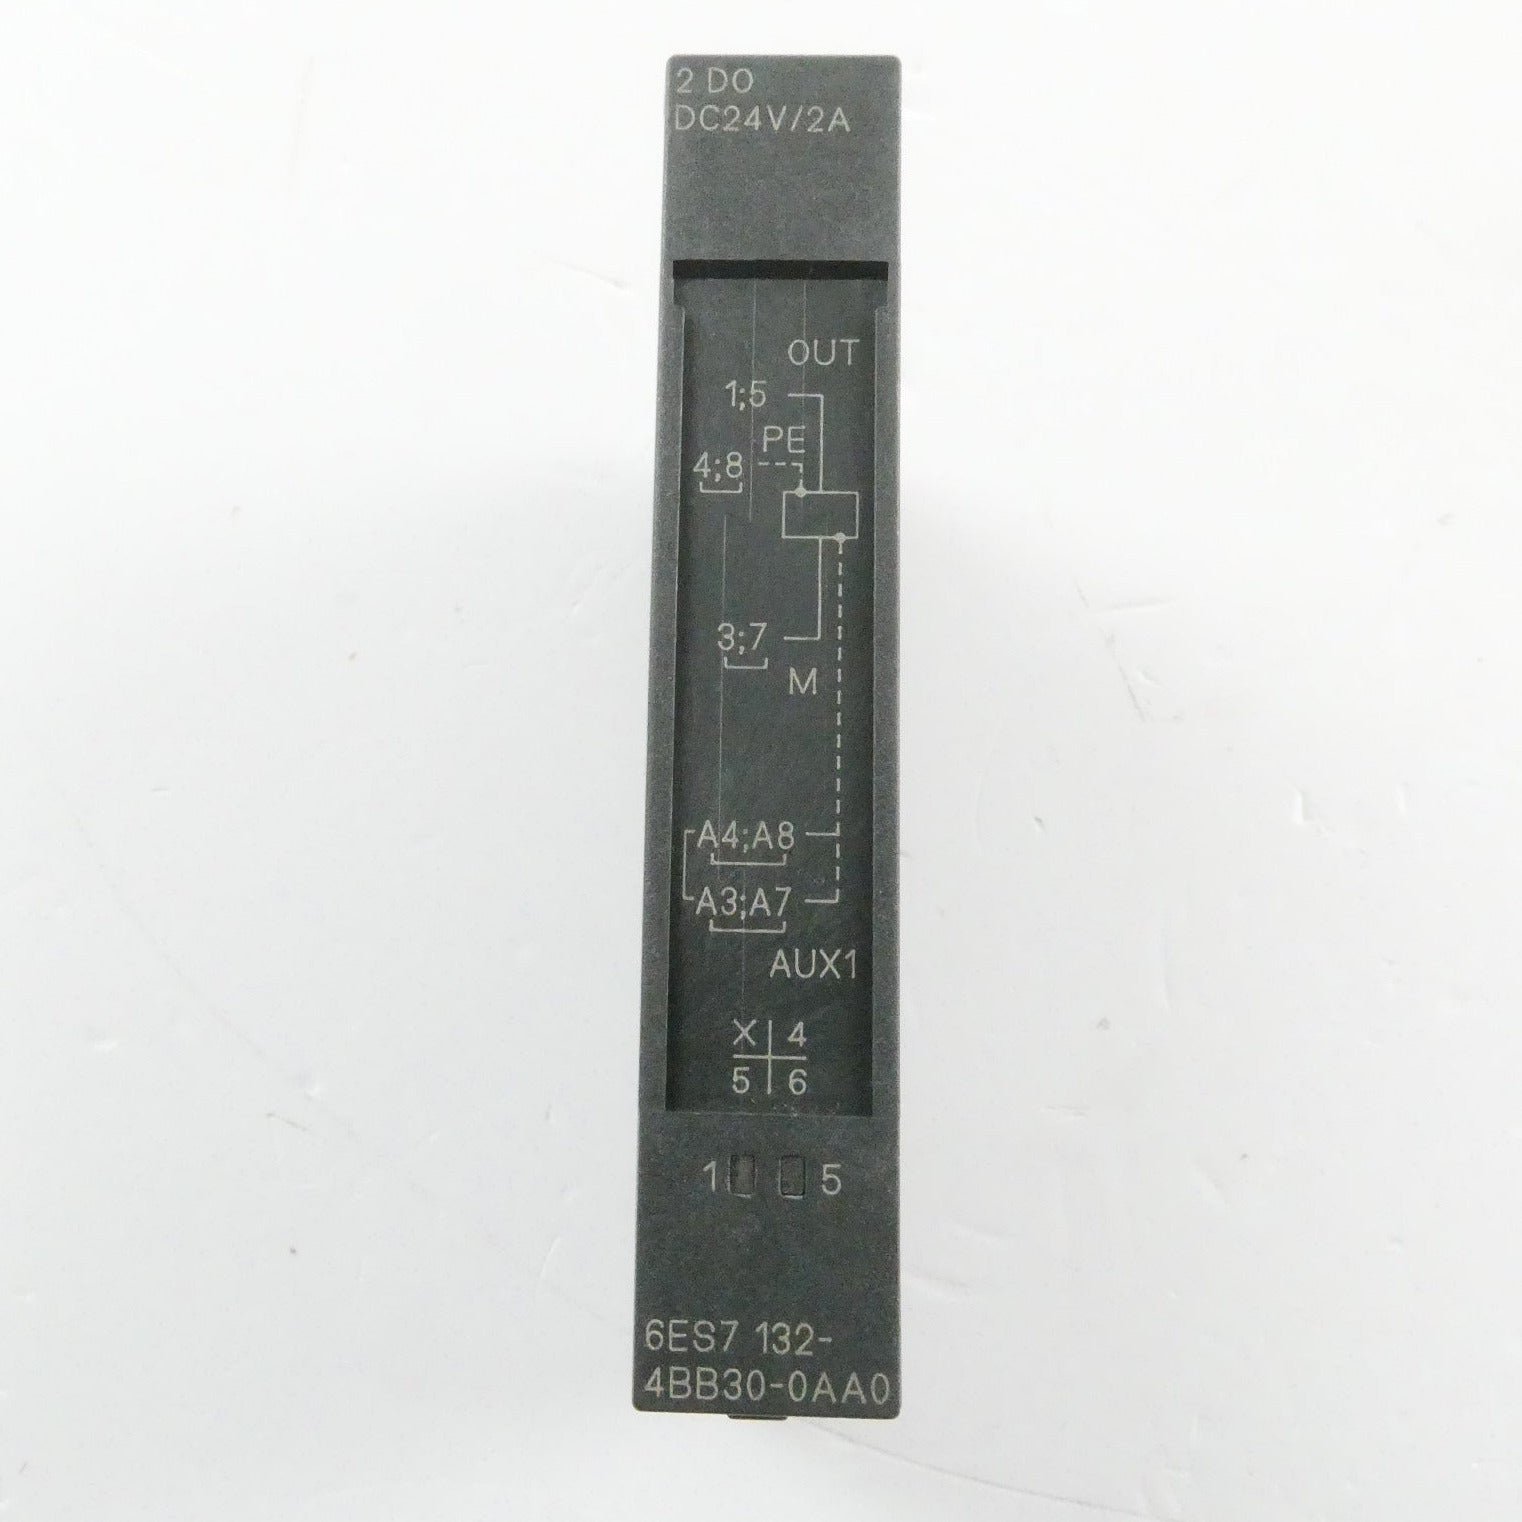 2 DO
DC24V/2A
OUT
1;5
PE
4;8
3;7
M
A4;A8
A3;A7
AUX1
X 4
5 6
1 5
6ES7 132-
4BB30-0AA0